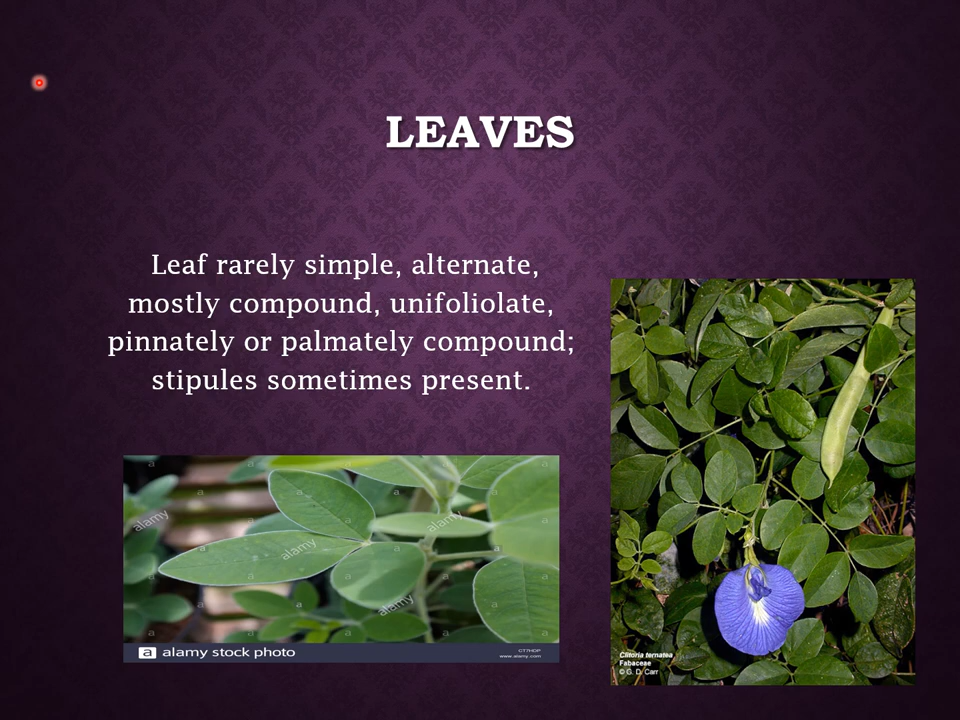 LEAVES
Leaf rarely simple, alternate,
mostly compound, unifoliolate,
pinnately or palmately compound;
stipules sometimes present.
alamy
alamy
alamy
a alamy stock photo
CT7HDP
www.alamy.com
Clitoria ternatea
Fabaceae
© G. D. Carr